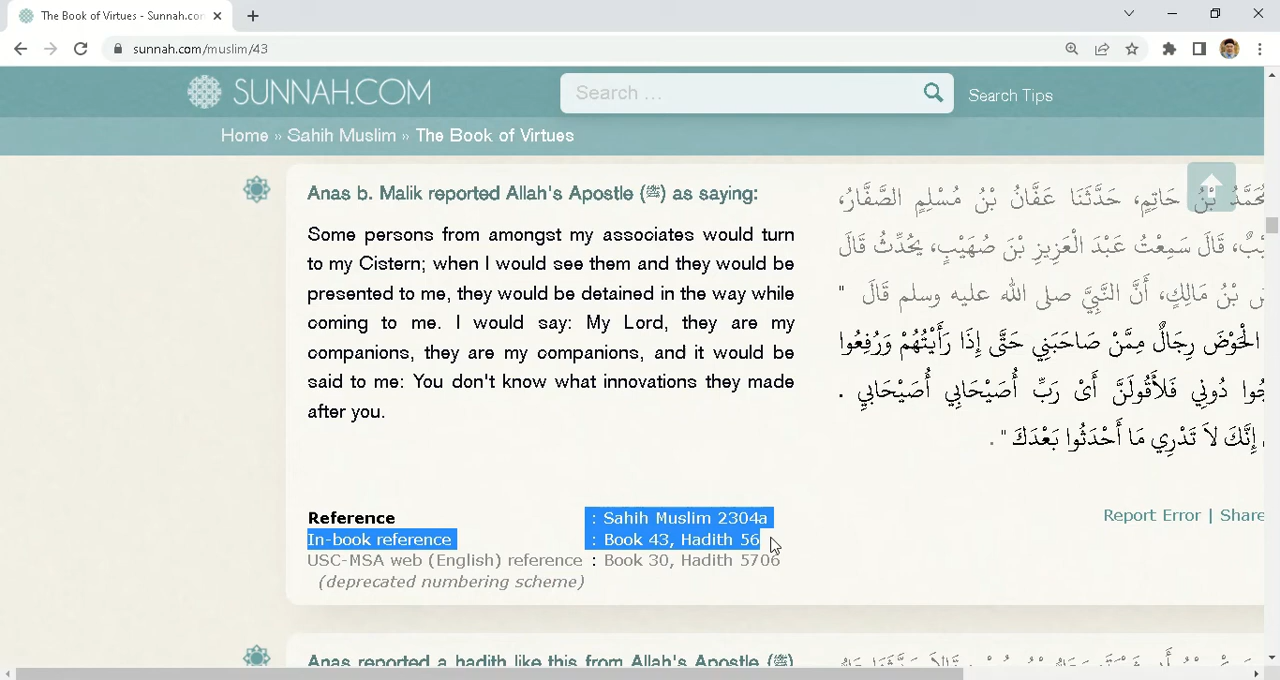 The Book of Virtues - Sunnah.cor
sunnah.com/muslim/43
SUNNAH.COM
Search ...
Search Tips
Home » Sahih Muslim » The Book of Virtues
Anas b. Malik reported Allah's Apostle (ﷺ) as saying:
Some persons from amongst my associates would turn
to my Cistern; when I would see them and they would be
presented to me, they would be detained in the way while
coming to me. I would say: My Lord, they are my
companions, they are my companions, and it would be
said to me: You don't know what innovations they made
after you.
بْنُ حَاتِمٍ، حَدَّثَنَا عَفَّانُ بْنُ مُسْلِمٍ الصَّفَّارُ،
قَالَ سَمِعْتُ عَبْدَ الْعَزِيزِ بْنَ صُهَيْبٍ، يُحَدِّثُ قَالَ
بْنُ مَالِكٍ، أَنَّ النَّبِيَّ صلى الله عليه وسلم قَالَ "
الْحَوْضَ رِجَالٌ مِمَّنْ صَاحَبَنِي حَتَّى إِذَا رَأَيْتُهُمْ وَرُفِعُوا
دُونِي فَلأَقُولَنَّ أَىْ رَبِّ أُصَيْحَابِي أُصَيْحَابِي .
إِنَّكَ لاَ تَدْرِي مَا أَحْدَثُوا بَعْدَكَ " .
Reference : Sahih Muslim 2304a
In-book reference : Book 43, Hadith 56
USC-MSA web (English) reference : Book 30, Hadith 5706
(deprecated numbering scheme)
Report Error | Share
Anas reported a hadith like this from Allah's Apostle (ﷺ)